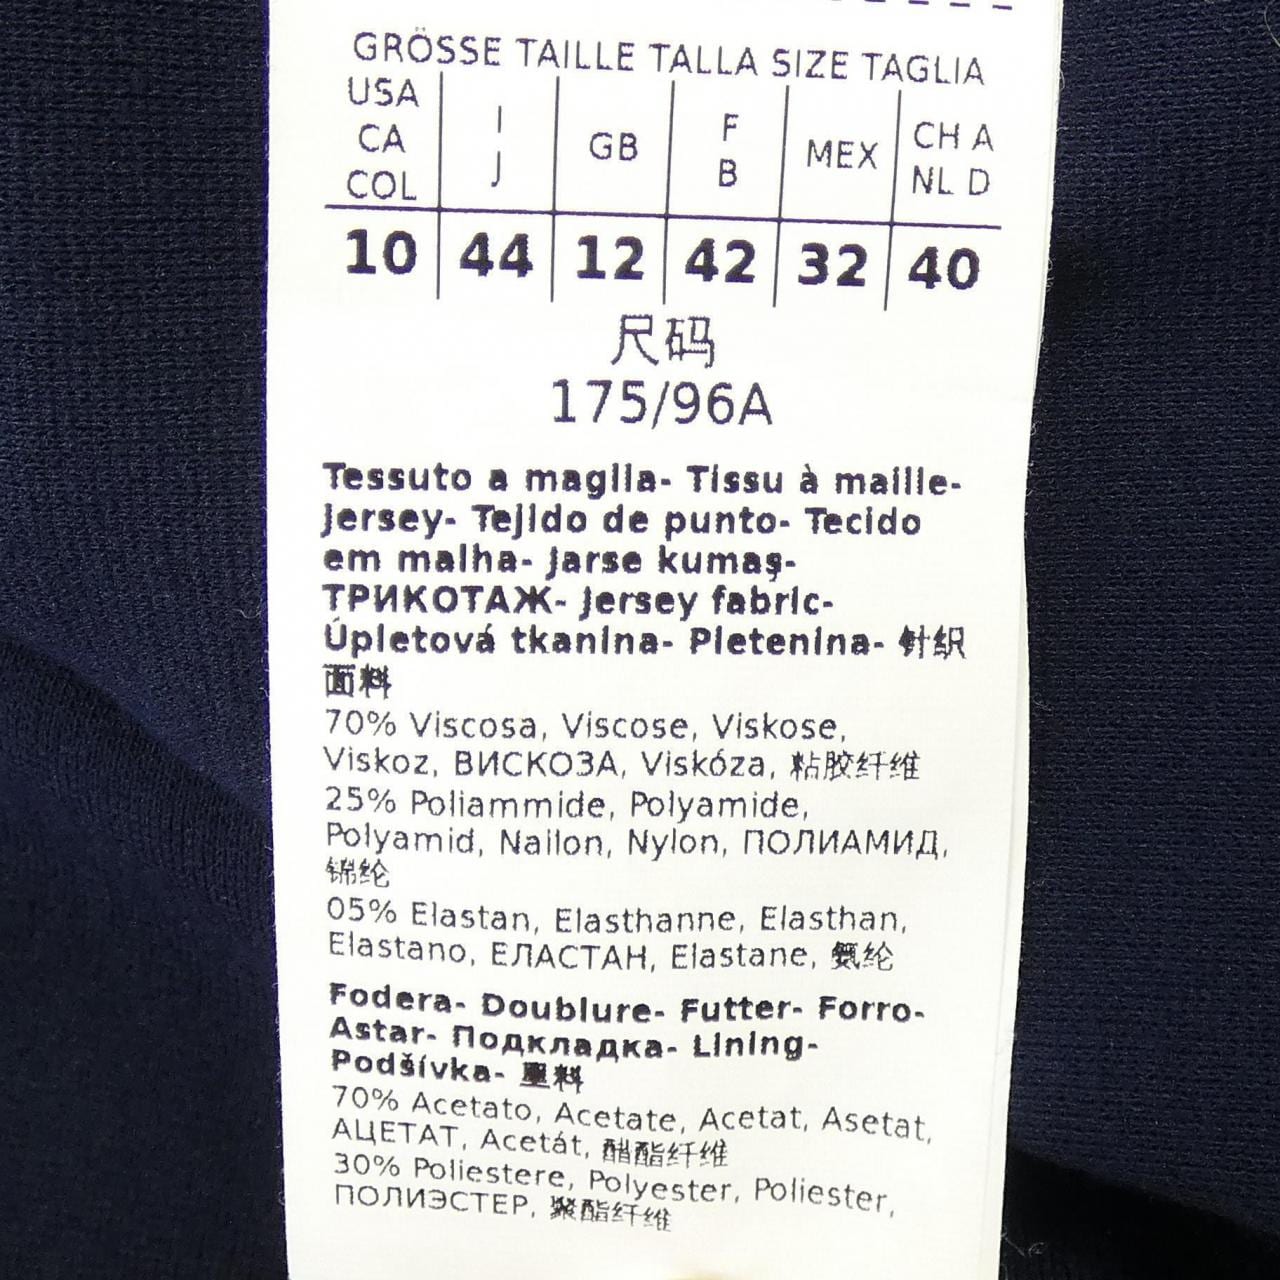 GRÖSSE TAILLE TALLA SIZE TAGLIA
USA CA COL | I J | GB | F B | MEX | CH A NL D
10 | 44 | 12 | 42 | 32 | 40
尺码
175/96A
Tessuto a maglia- Tissu à maille-
Jersey- Tejido de punto- Tecido
em malha- Jarse kumaş-
ТРИКОТАЖ- Jersey fabric-
Úpletová tkanina- Pletenina- 针织
面料
70% Viscosa, Viscose, Viskose,
Viskoz, ВИСКОЗА, Viskóza, 粘胶纤维
25% Poliammide, Polyamide,
Polyamid, Nailon, Nylon, ПОЛИАМИД,
锦纶
05% Elastan, Elasthanne, Elasthan,
Elastano, ЕЛАСТАН, Elastane, 氨纶
Fodera- Doublure- Futter- Forro-
Astar- Подкладка- Lining-
Podšívka- 里料
70% Acetato, Acetate, Acetat, Asetat,
АЦЕТАТ, Acetát, 醋酯纤维
30% Poliestere, Polyester, Poliester,
ПОЛИЭСТЕР, 聚酯纤维